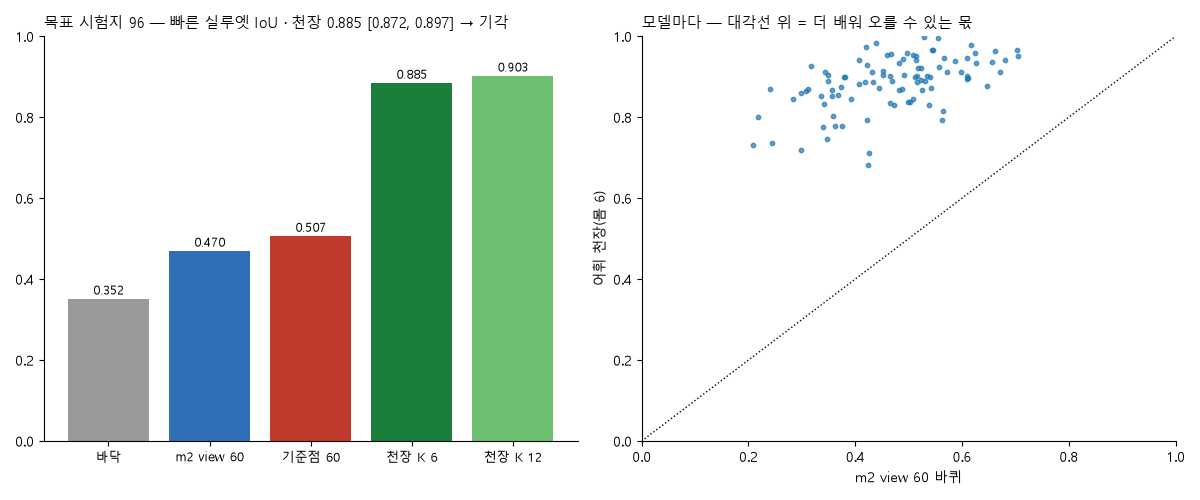 목표 시험지 96 — 빠른 실루엣 IoU · 천장 0.885 [0.872, 0.897] → 기각
1.0
0.8
0.6
0.4
0.2
0.0
0.352
0.470
0.507
0.885
0.903
바닥
m2 view 60
기준점 60
천장 K 6
천장 K 12
모델마다 — 대각선 위 = 더 배워 오를 수 있는 몫
어휘 천장(몸 6)
1.0
0.8
0.6
0.4
0.2
0.0
0.0
0.2
0.4
0.6
0.8
1.0
m2 view 60 바퀴